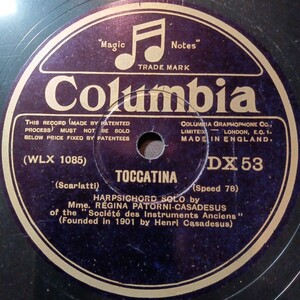 "Magic Notes"
TRADE MARK
Columbia
THIS RECORD (MADE BY PATENTED
PROCESS) MUST NOT BE SOLD
BELOW PRICE FIXED BY PATENTEES
COLUMBIA GRAPHOPHONE CO.,
LIMITED. — LONDON, E.C.1-
MADE IN ENGLAND.
(WLX 1085)
DX 53
TOCCATINA
(Scarlatti)
(Speed 78)
HARPSICHORD SOLO by
Mme. REGINA PATORNI-CASADESUS
of the "Société des Instruments Anciens"
(Founded in 1901 by Henri Casadesus)